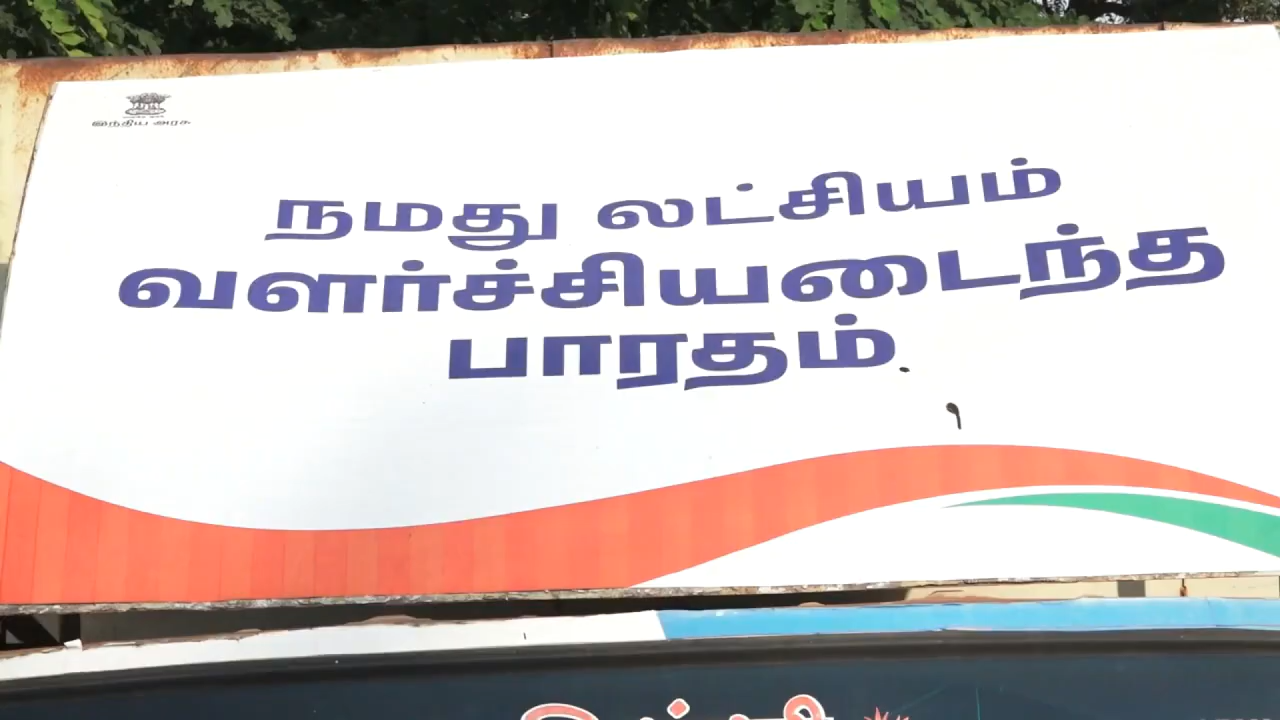 இந்திய அரசு
நமது லட்சியம்
வளர்ச்சியடைந்த
பாரதம்